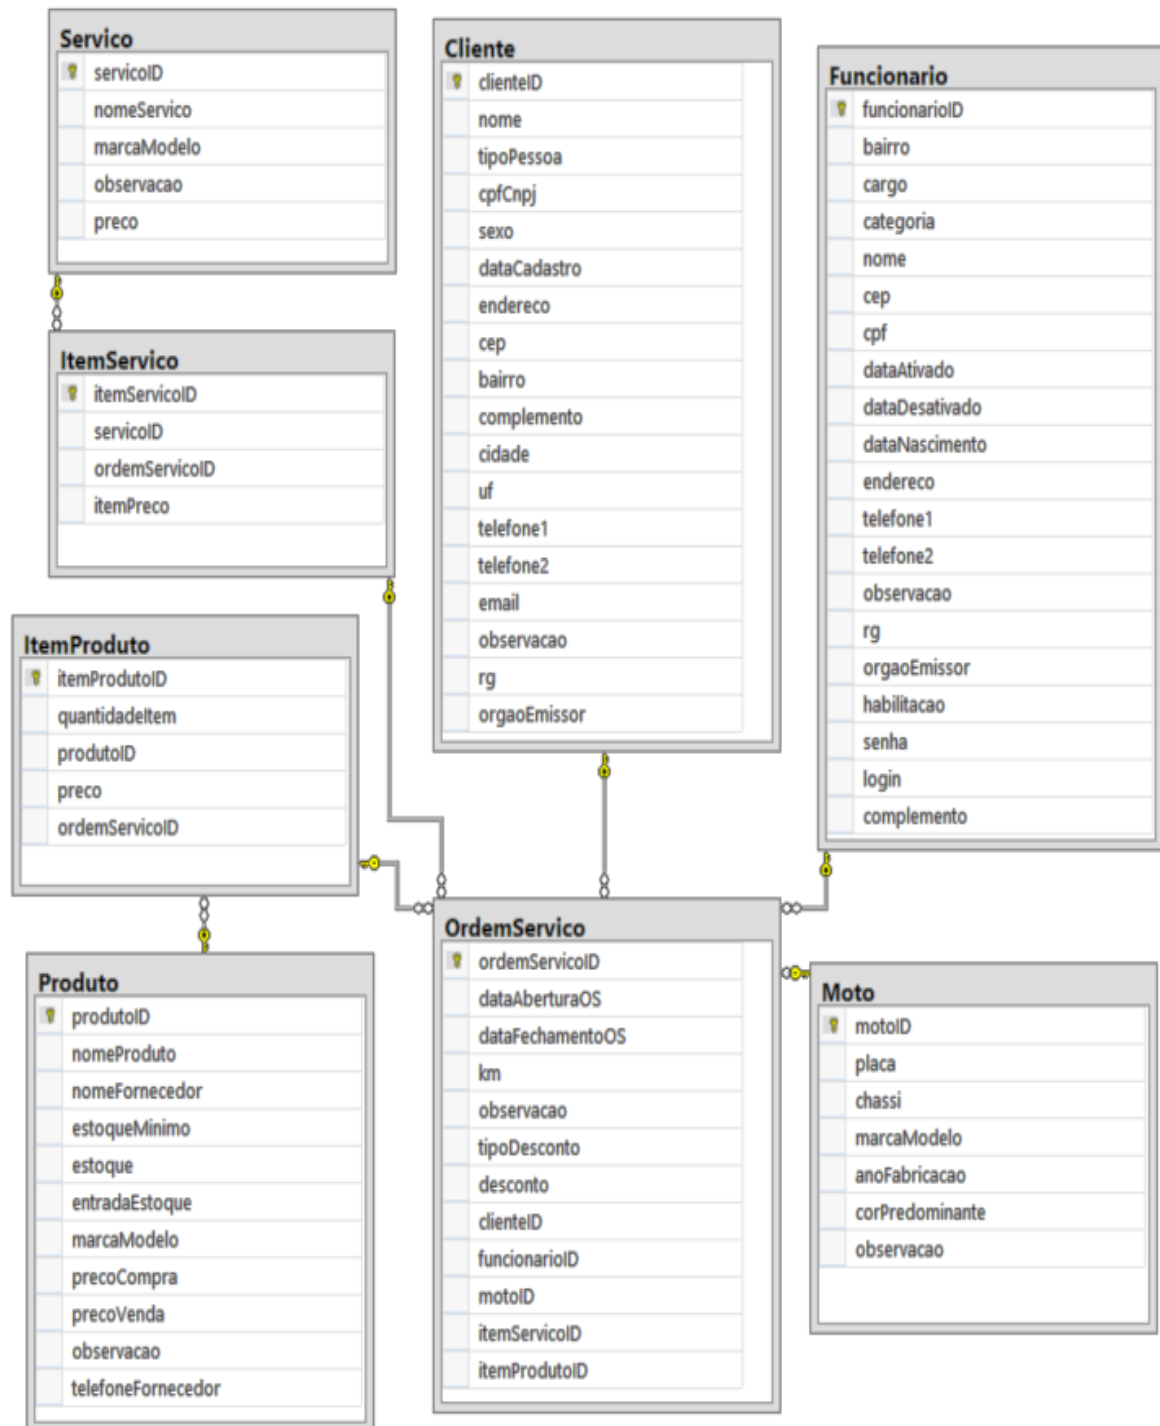 Servico
servicoID
nomeServico
marcaModelo
observacao
preco
ItemServico
itemServicoID
servicoID
ordemServicoID
itemPreco
ItemProduto
itemProdutoID
quantidadeItem
produtoID
preco
ordemServicoID
Produto
produtoID
nomeProduto
nomeFornecedor
estoqueMinimo
estoque
entradaEstoque
marcaModelo
precoCompra
precoVenda
observacao
telefoneFornecedor
Cliente
clienteID
nome
tipoPessoa
cpfCnpj
sexo
dataCadastro
endereco
cep
bairro
complemento
cidade
uf
telefone1
telefone2
email
observacao
rg
orgaoEmissor
OrdemServico
ordemServicoID
dataAberturaOS
dataFechamentoOS
km
observacao
tipoDesconto
desconto
clienteID
funcionarioID
motoID
itemServicoID
itemProdutoID
Funcionario
funcionarioID
bairro
cargo
categoria
nome
cep
cpf
dataAtivado
dataDesativado
dataNascimento
endereco
telefone1
telefone2
observacao
rg
orgaoEmissor
habilitacao
senha
login
complemento
Moto
motoID
placa
chassi
marcaModelo
anoFabricacao
corPredominante
observacao